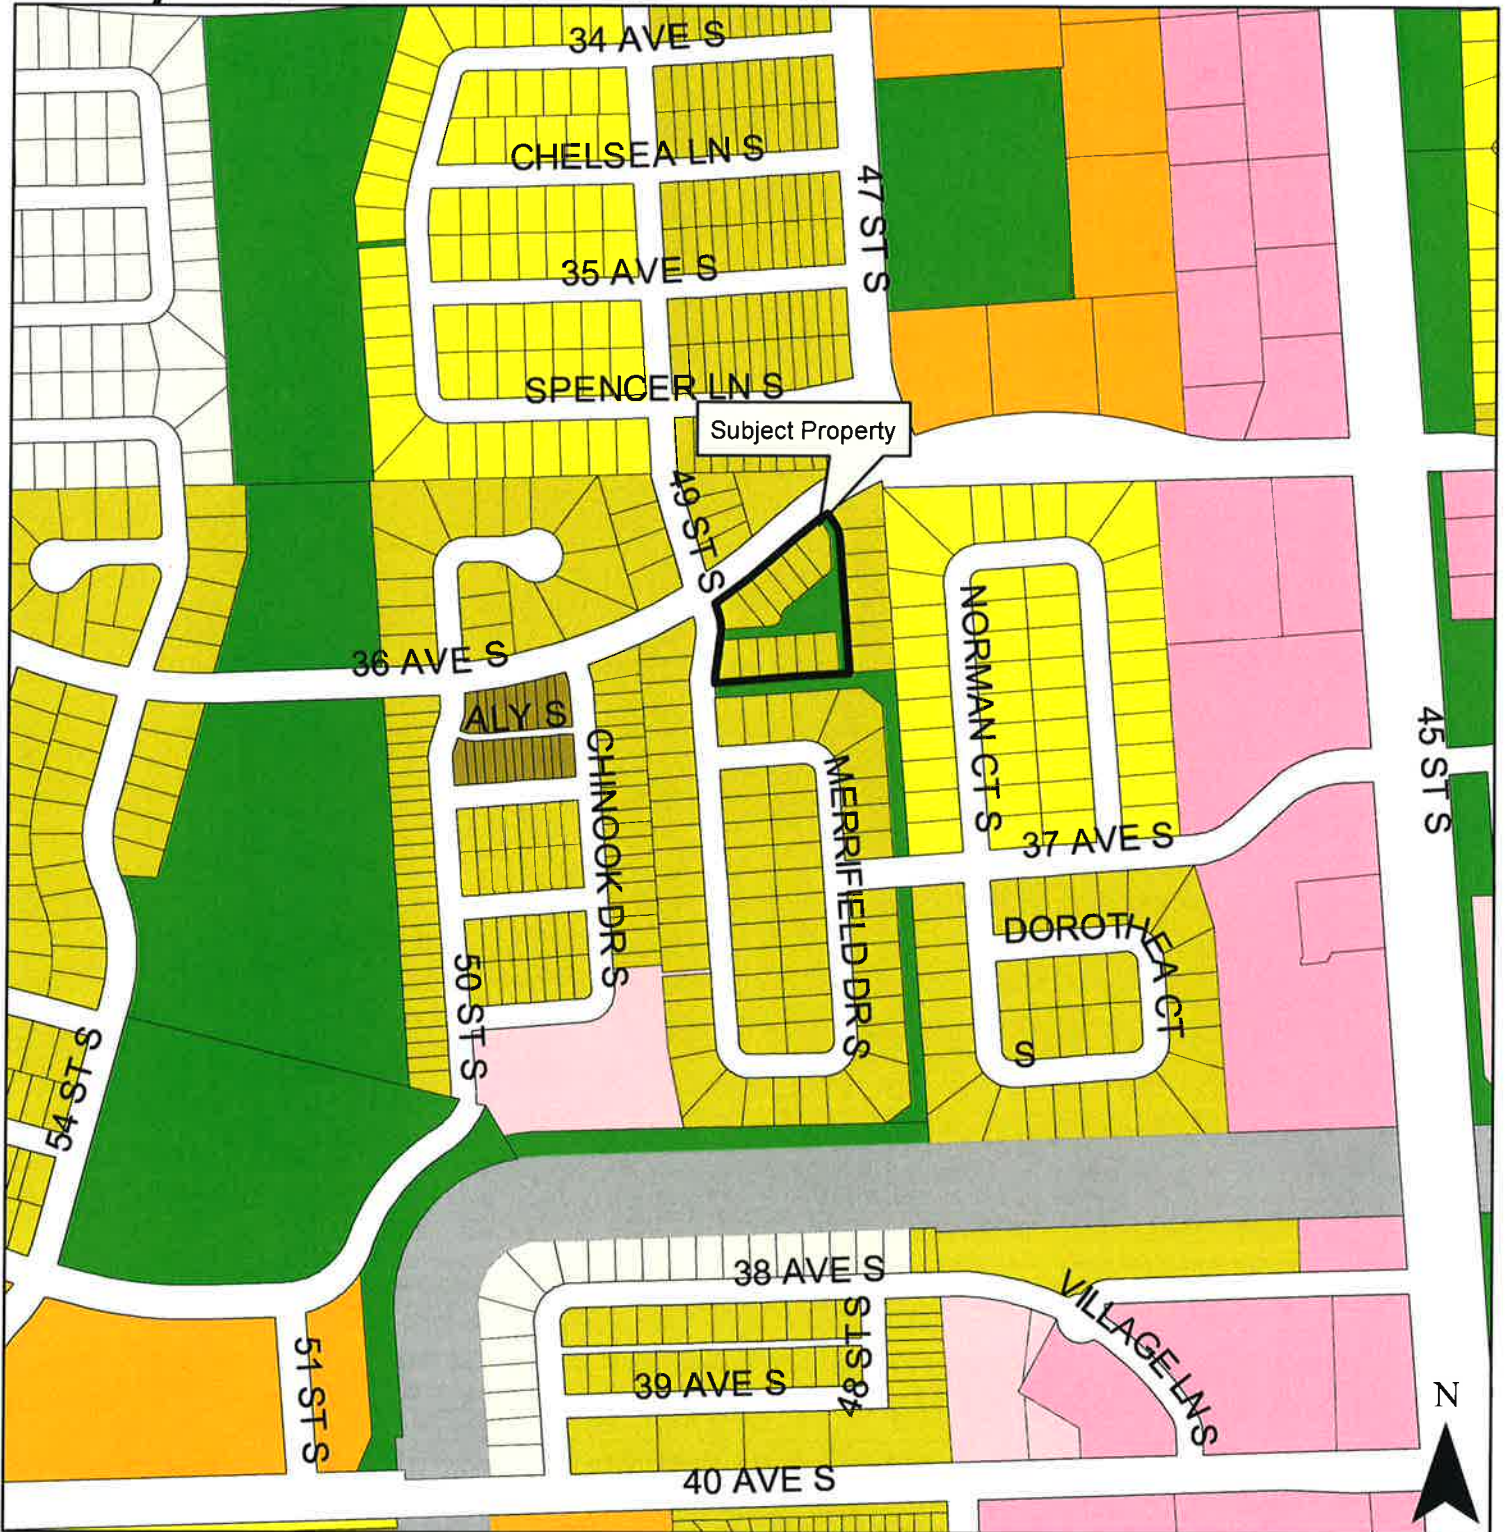 34 AVE S
CHELSEA LN S
47 ST S
35 AVE S
SPENCER LN S
Subject Property
49 ST S
NORMAN CT S
36 AVE S
ALY S
CHINOOK DR S
MERRIFIELD DR S
45 ST S
37 AVE S
DOROTHEA CT S
50 ST S
54 ST S
38 AVE S
VILLAGE LN S
48 ST S
51 ST S
39 AVE S
N
40 AVE S